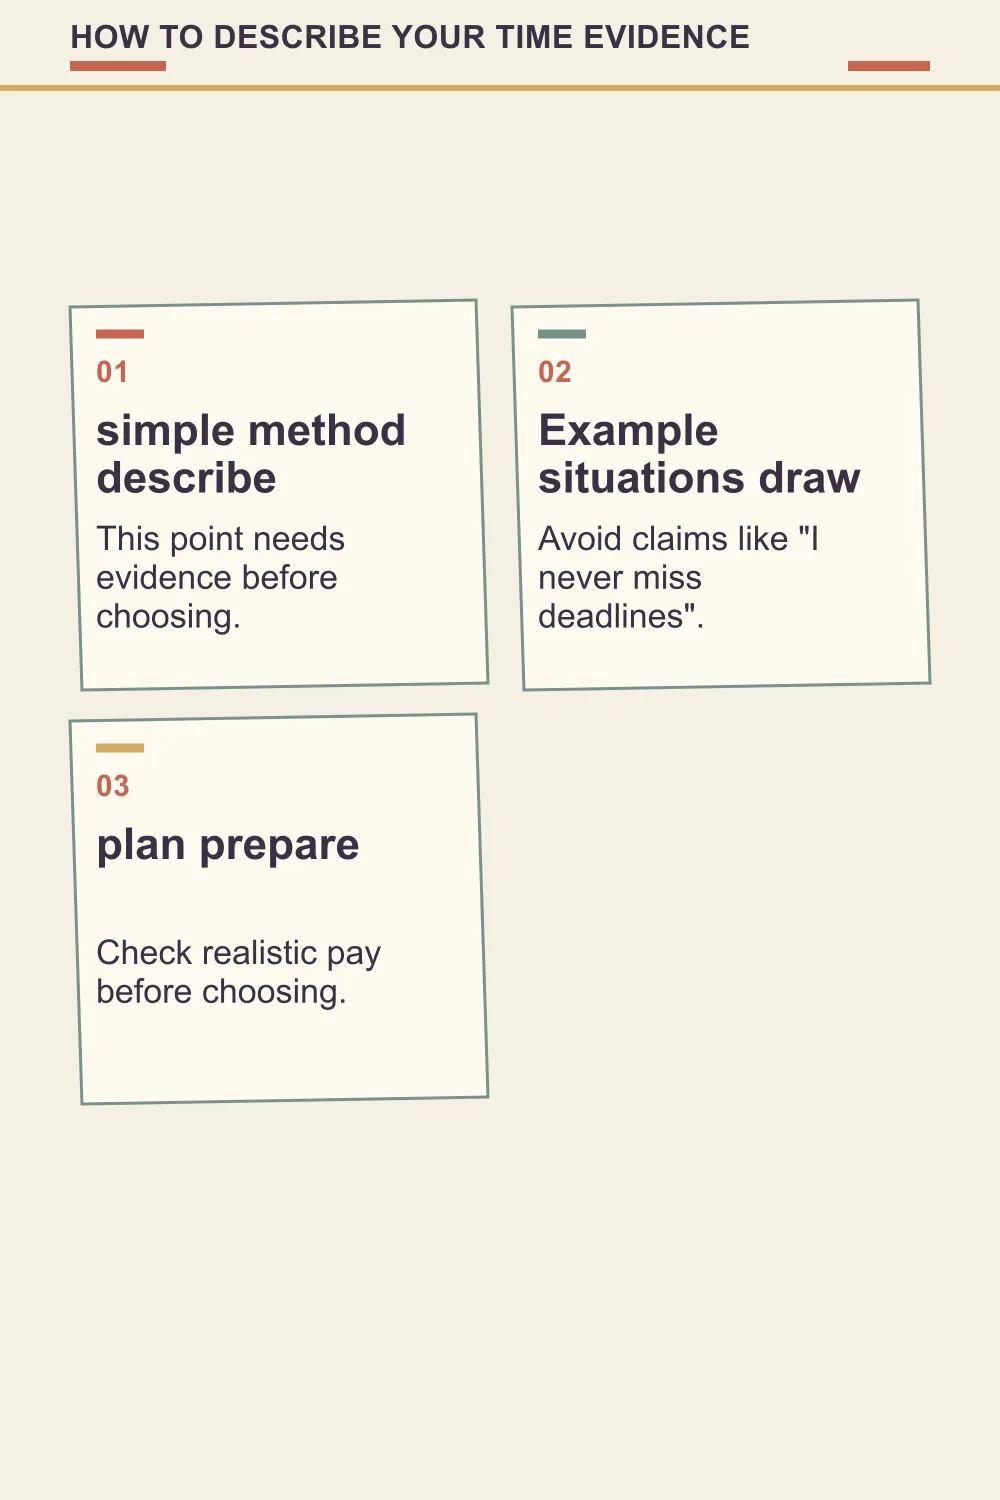 HOW TO DESCRIBE YOUR TIME EVIDENCE
01
simple method
describe
This point needs
evidence before
choosing.
02
Example
situations draw
Avoid claims like "I
never miss
deadlines".
03
plan prepare
Check realistic pay
before choosing.